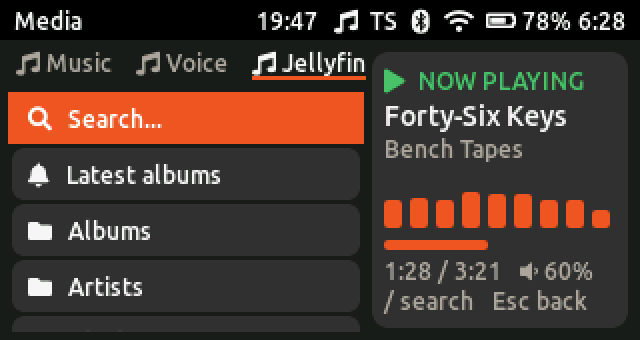 Media 19:47 TS 78% 6:28
Music Voice Jellyfin
Search...
Latest albums
Albums
Artists
NOW PLAYING
Forty-Six Keys
Bench Tapes
1:28 / 3:21 60%
/ search Esc back